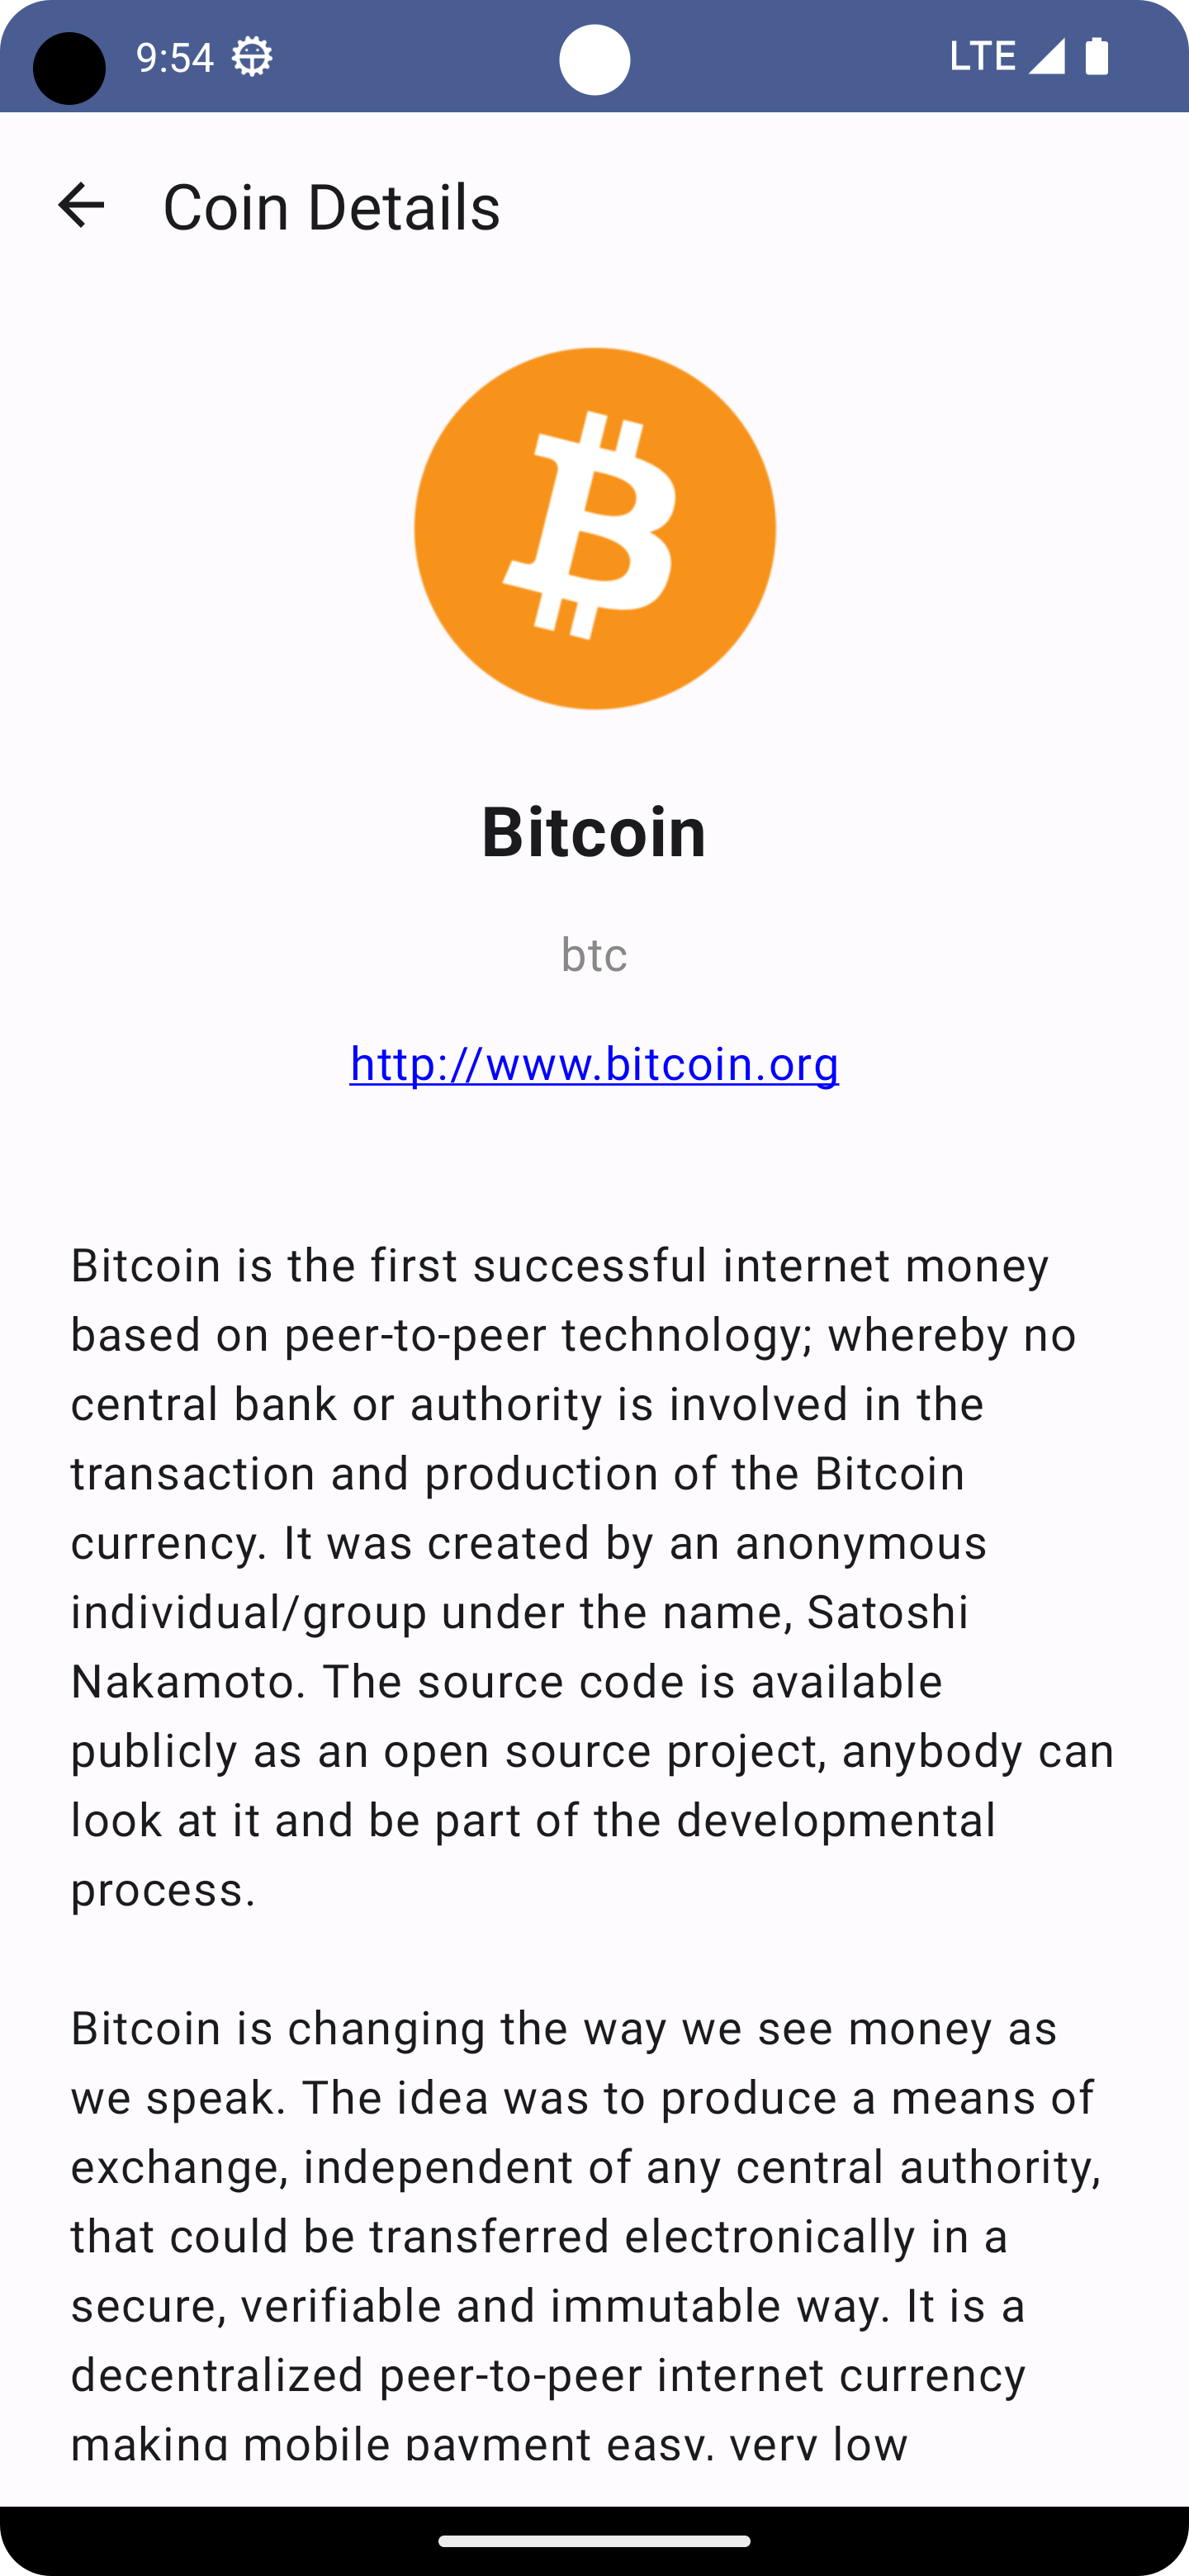 9:54
LTE
Coin Details
Bitcoin
btc
http://www.bitcoin.org
Bitcoin is the first successful internet money
based on peer-to-peer technology; whereby no
central bank or authority is involved in the
transaction and production of the Bitcoin
currency. It was created by an anonymous
individual/group under the name, Satoshi
Nakamoto. The source code is available
publicly as an open source project, anybody can
look at it and be part of the developmental
process.
Bitcoin is changing the way we see money as
we speak. The idea was to produce a means of
exchange, independent of any central authority,
that could be transferred electronically in a
secure, verifiable and immutable way. It is a
decentralized peer-to-peer internet currency
making mobile payment easy, very low